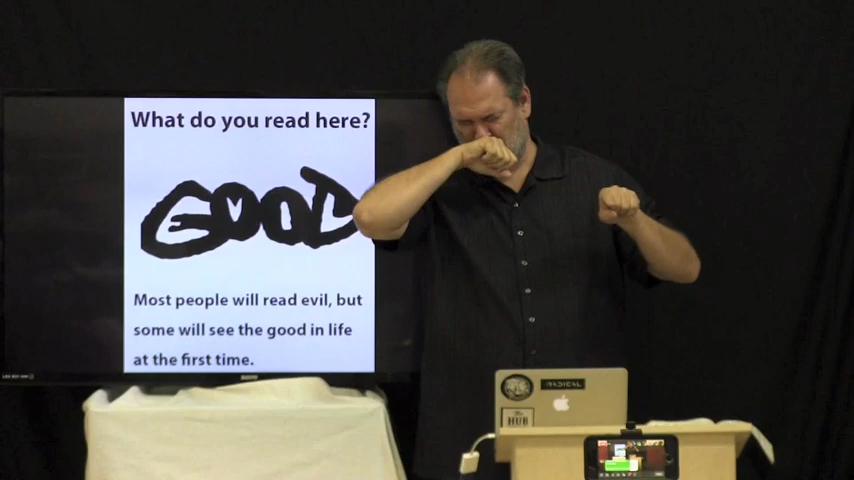 What do you read here?
GOOD
Most people will read evil, but
some will see the good in life
at the first time.
RADICAL
The
HUB